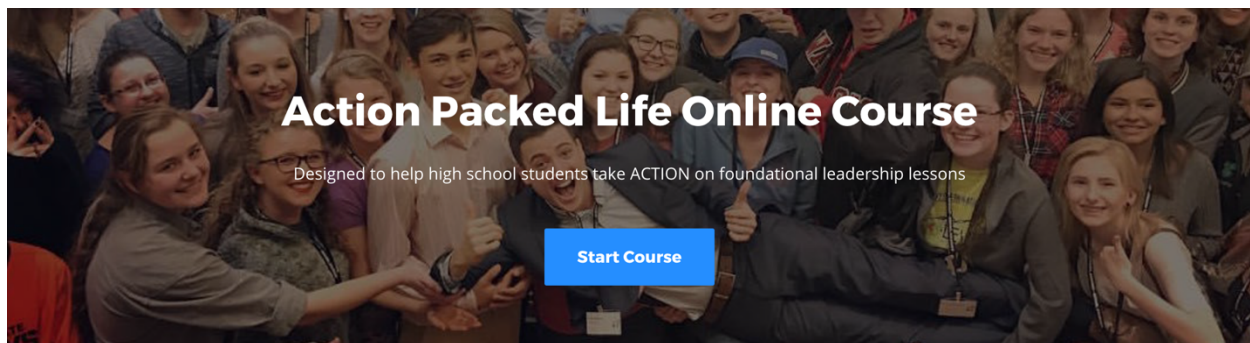 Action Packed Life Online Course
Designed to help high school students take ACTION on foundational leadership lessons
Start Course